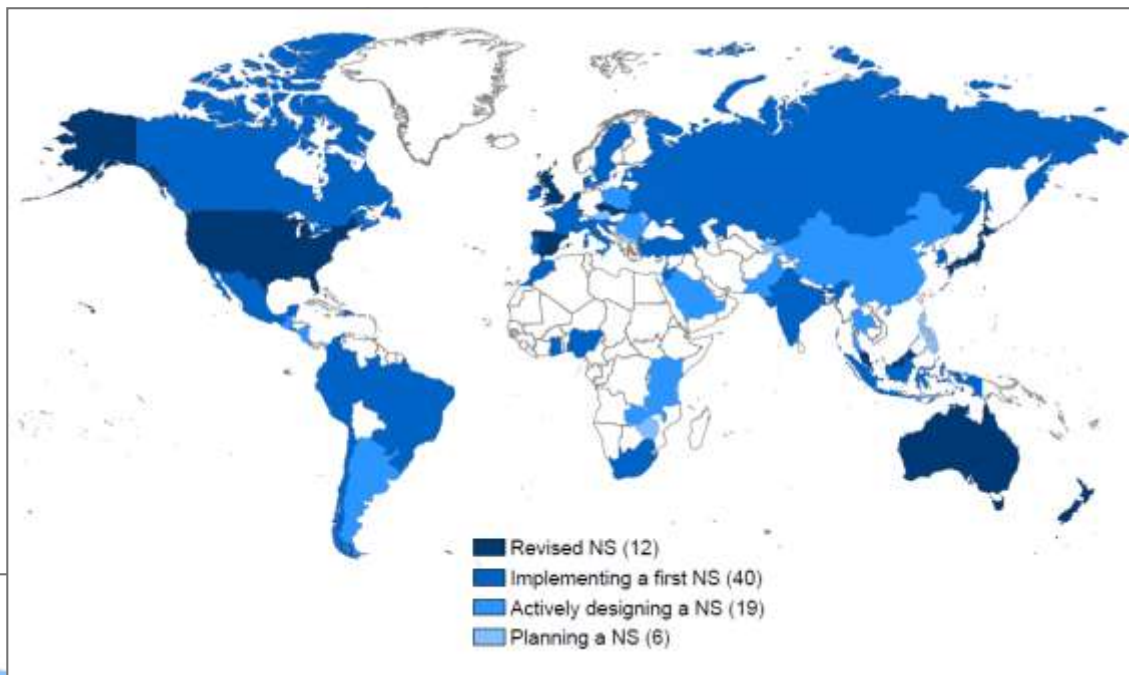 Revised NS (12)
Implementing a first NS (40)
Actively designing a NS (19)
Planning a NS (6)